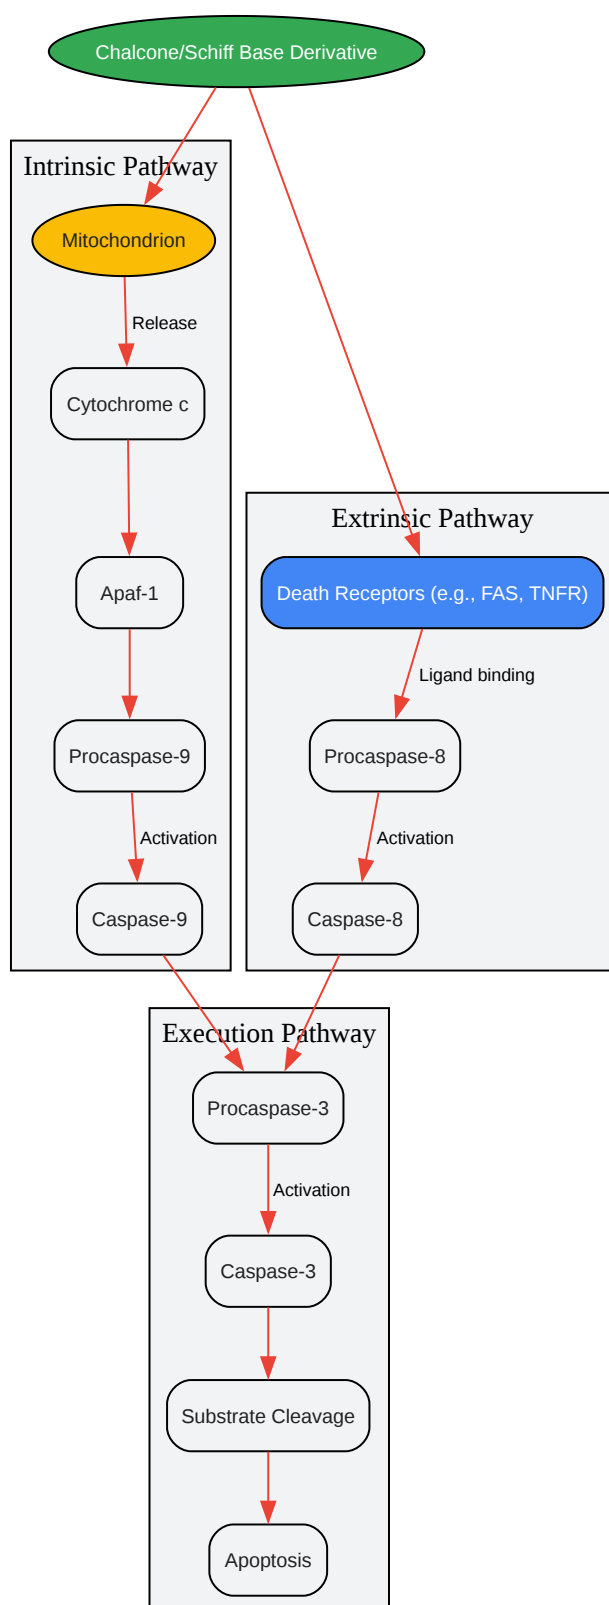 Chalcone/Schiff Base Derivative
Intrinsic Pathway
Mitochondrion
Release
Cytochrome c
Apaf-1
Procaspase-9
Activation
Caspase-9
Extrinsic Pathway
Death Receptors (e.g., FAS, TNFR)
Ligand binding
Procaspase-8
Activation
Caspase-8
Execution Pathway
Procaspase-3
Activation
Caspase-3
Substrate Cleavage
Apoptosis